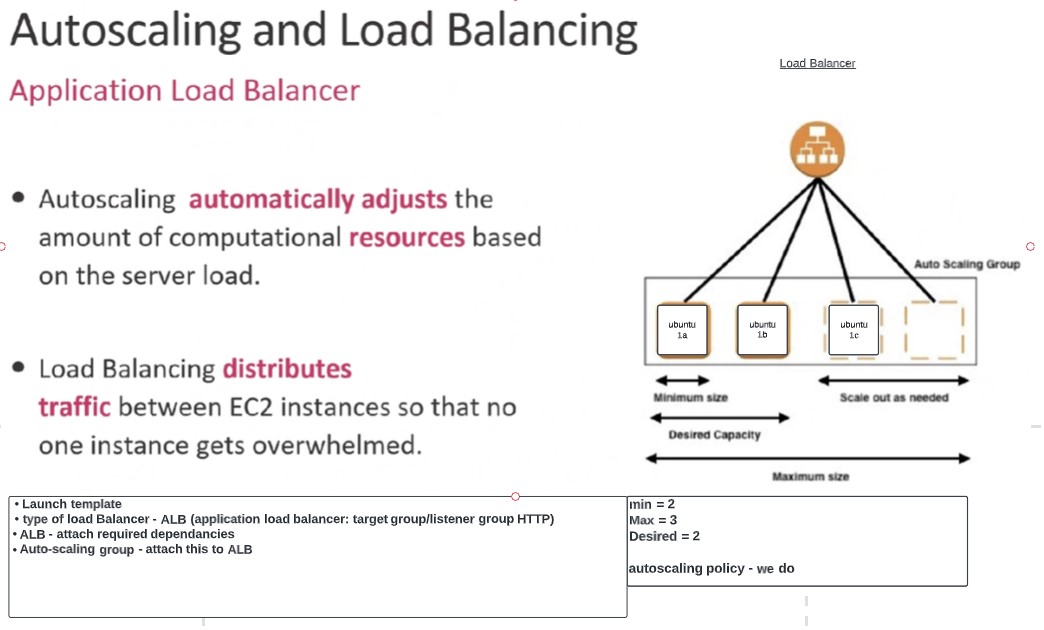 Autoscaling and Load Balancing
Application Load Balancer
• Autoscaling automatically adjusts the
amount of computational resources based
on the server load.
• Load Balancing distributes
traffic between EC2 instances so that no
one instance gets overwhelmed.
Load Balancer
Auto Scaling Group
ubuntu
1a
ubuntu
1b
ubuntu
1c
Minimum size
Scale out as needed
Desired Capacity
Maximum size
• Launch template
• type of load Balancer - ALB (application load balancer: target group/listener group HTTP)
• ALB - attach required dependancies
• Auto-scaling group - attach this to ALB
min = 2
Max = 3
Desired = 2
autoscaling policy - we do